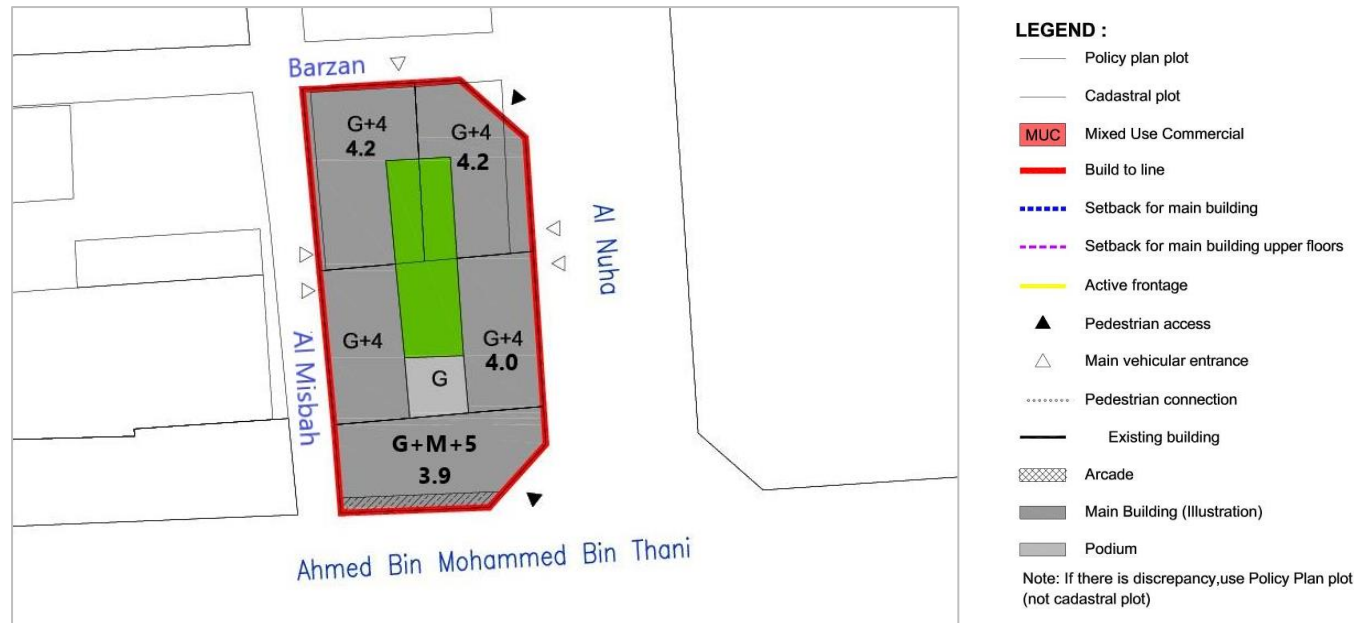 Barzan
G+4
4.2
G+4
4.2
Al Nuha
G+4
G+4
4.0
G
Al Misbah
G+M+5
3.9
Ahmed Bin Mohammed Bin Thani
LEGEND :
Policy plan plot
Cadastral plot
MUC Mixed Use Commercial
Build to line
Setback for main building
Setback for main building upper floors
Active frontage
Pedestrian access
Main vehicular entrance
Pedestrian connection
Existing building
Arcade
Main Building (Illustration)
Podium
Note: If there is discrepancy,use Policy Plan plot
(not cadastral plot)